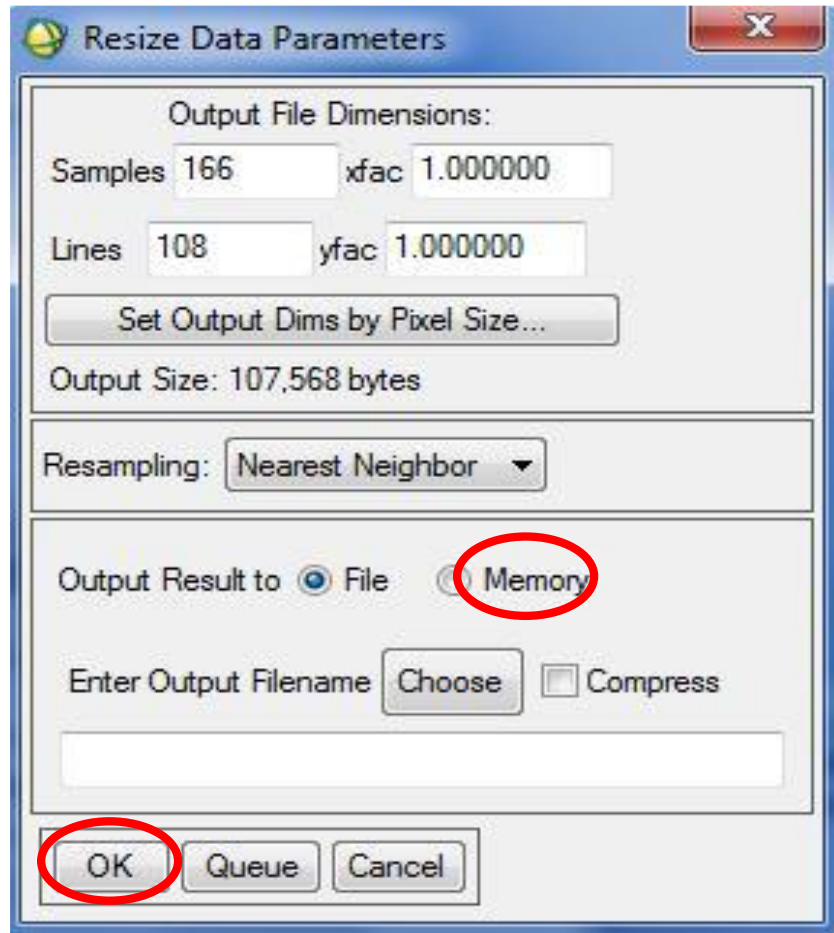 Resize Data Parameters
Output File Dimensions:
Samples 166 xfac 1.000000
Lines 108 yfac 1.000000
Set Output Dims by Pixel Size...
Output Size: 107,568 bytes
Resampling: Nearest Neighbor
Output Result to File Memory
Enter Output Filename Choose Compress
OK Queue Cancel